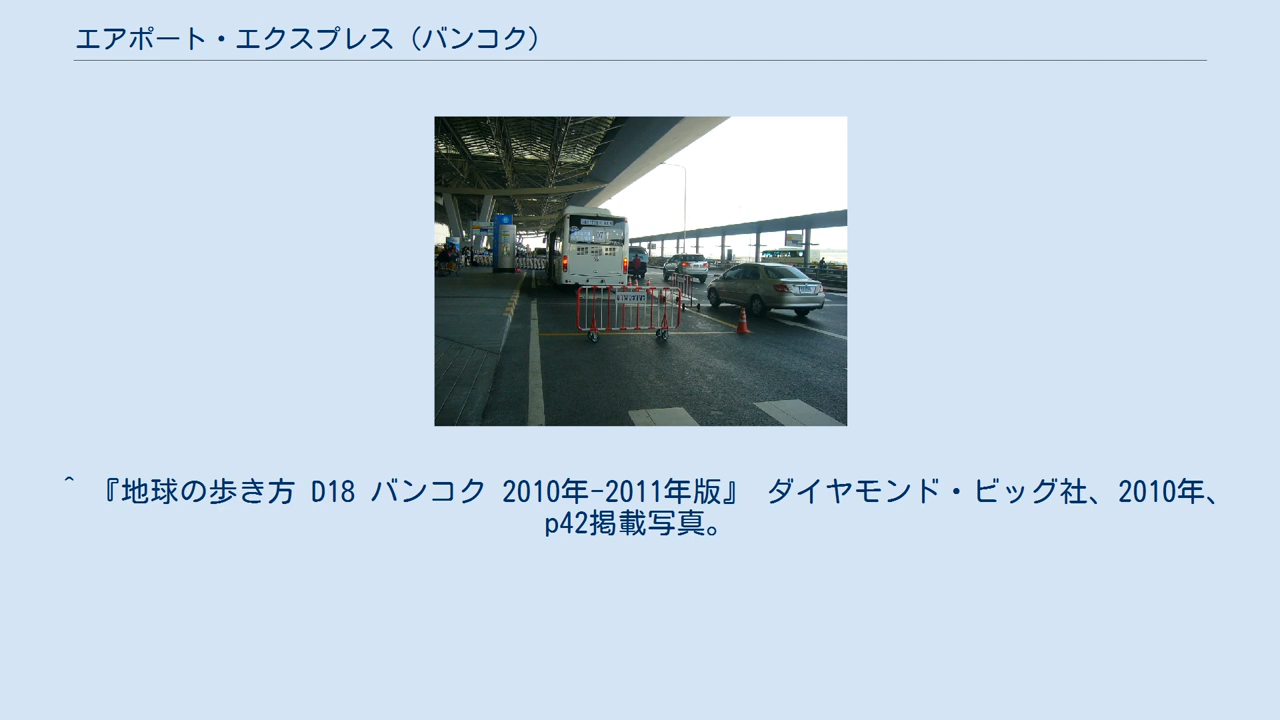 エアポート・エクスプレス（バンコク）
^ 『地球の歩き方 D18 バンコク 2010年-2011年版』 ダイヤモンド・ビッグ社、2010年、
p42掲載写真。